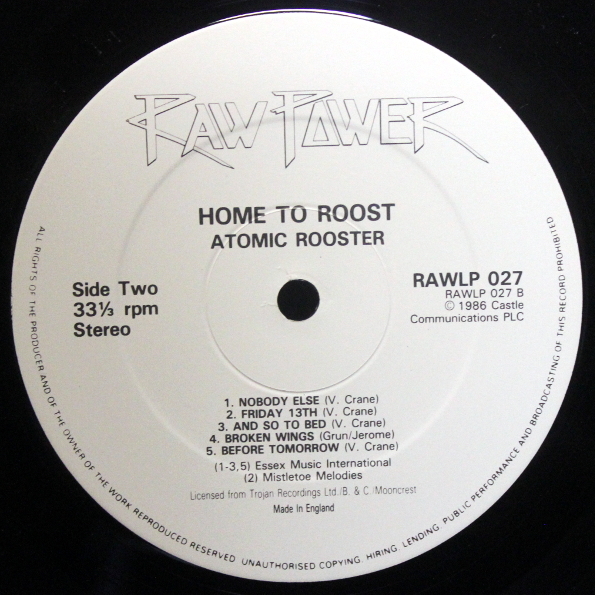 RAW POWER
HOME TO ROOST
ATOMIC ROOSTER
Side Two
33⅓ rpm
Stereo
RAWLP 027
RAWLP 027 B
© 1986 Castle
Communications PLC
1. NOBODY ELSE (V. Crane)
2. FRIDAY 13TH (V. Crane)
3. AND SO TO BED (V. Crane)
4. BROKEN WINGS (Grun/Jerome)
5. BEFORE TOMORROW (V. Crane)
(1-3,5) Essex Music International
(2) Mistletoe Melodies
Licensed from Trojan Recordings Ltd./B. & C./Mooncrest
Made in England
ALL RIGHTS OF THE PRODUCER AND OF THE OWNER OF THE WORK REPRODUCED RESERVED UNAUTHORISED COPYING, HIRING, LENDING, PUBLIC PERFORMANCE AND BROADCASTING OF THIS RECORD PROHIBITED